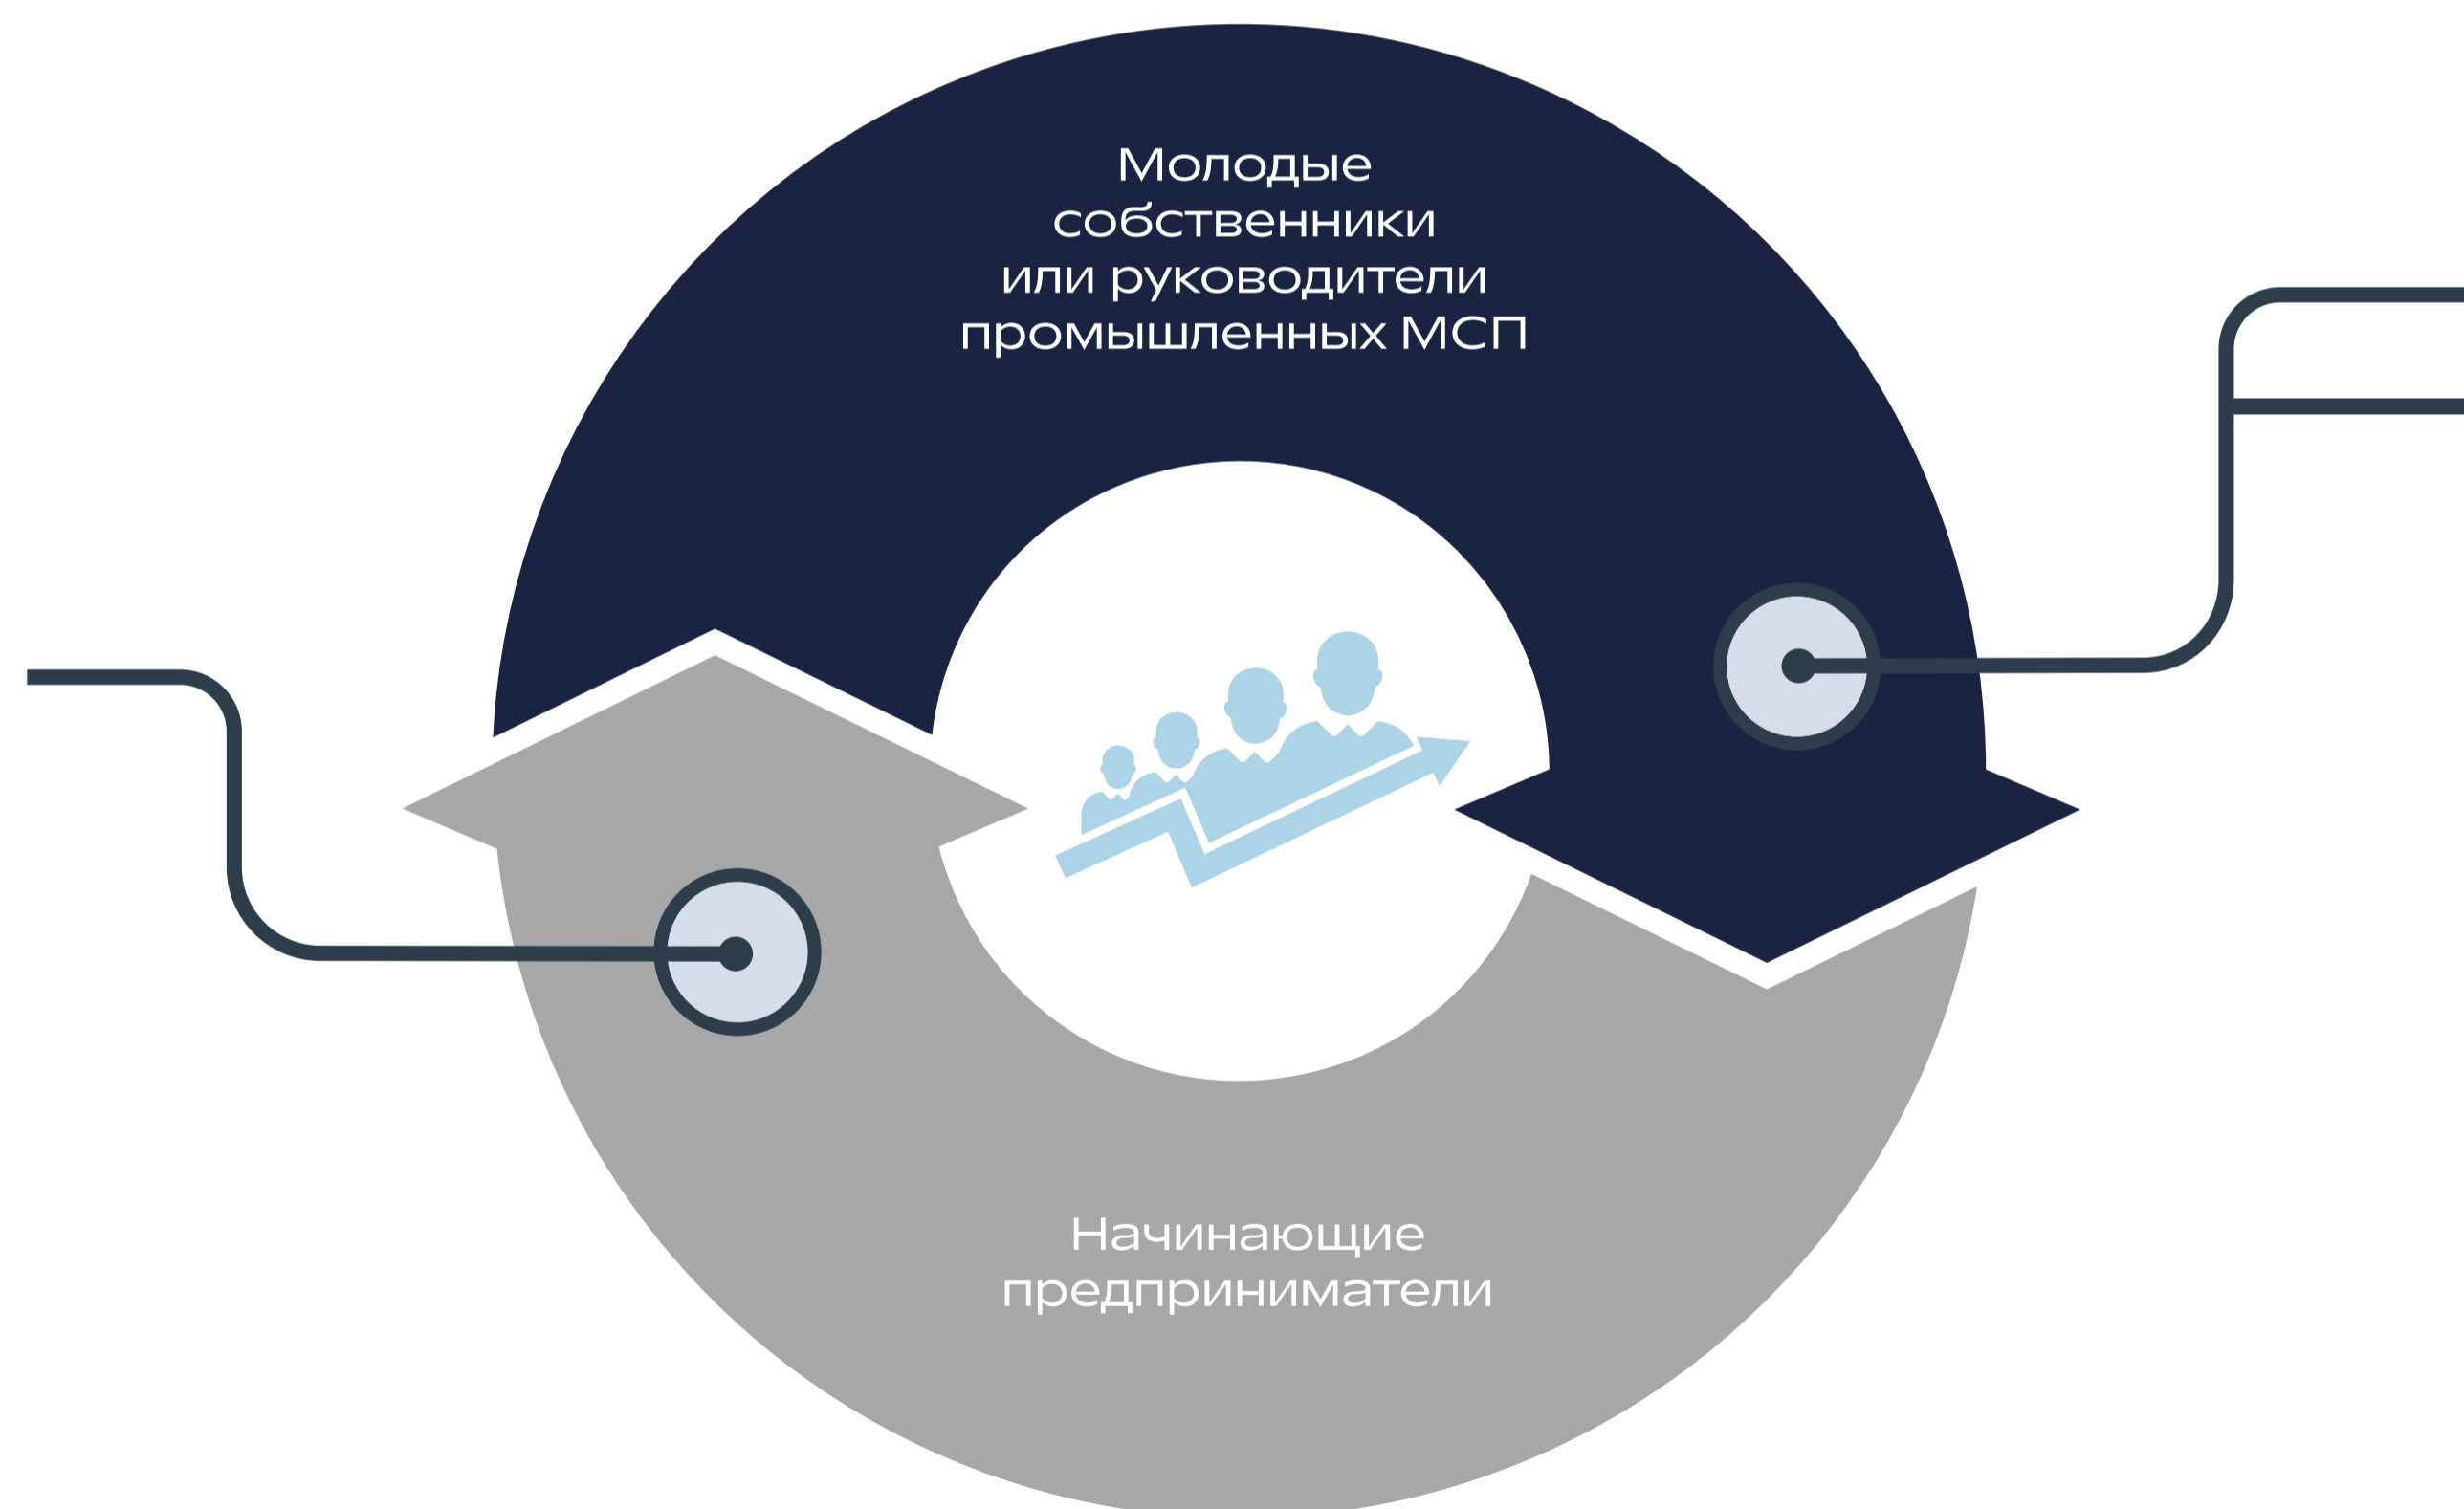 Молодые
собственники
или руководители
промышленных МСП
Начинающие
предприниматели